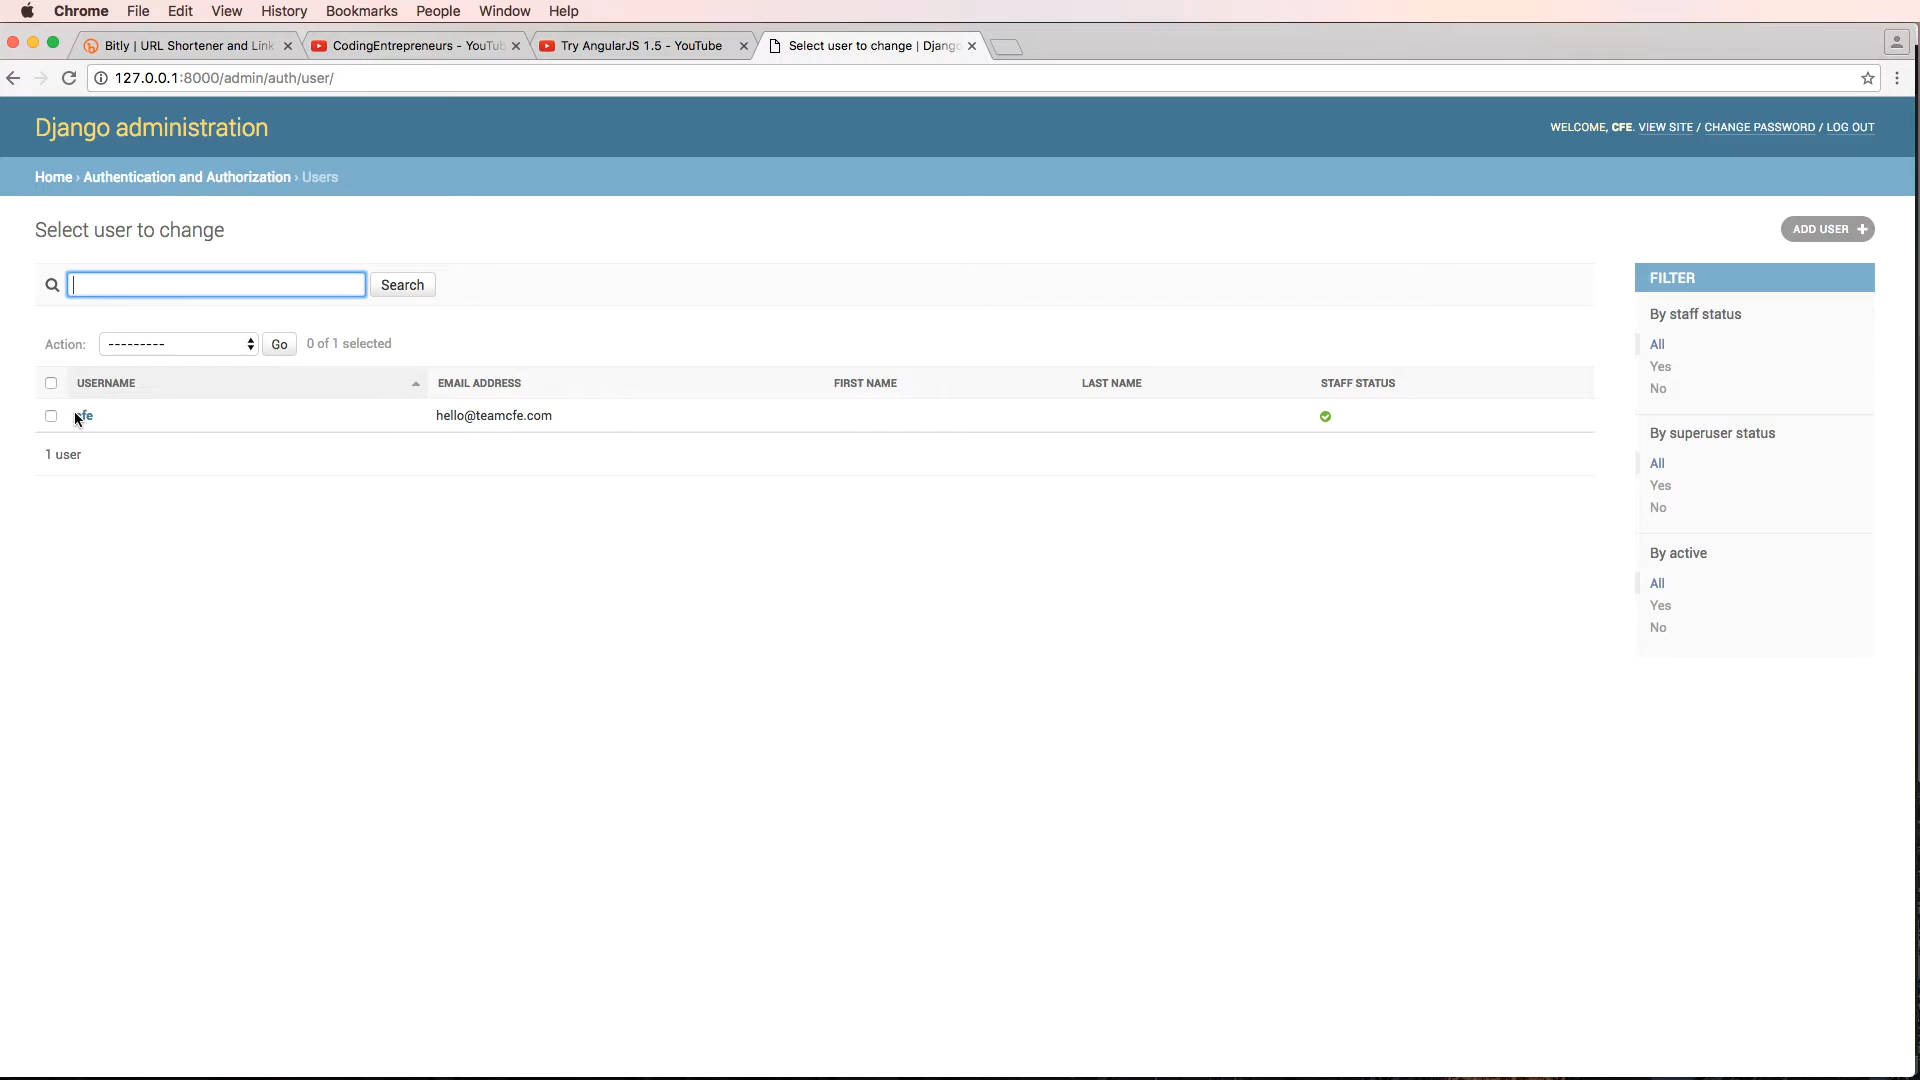 Chrome File Edit View History Bookmarks People Window Help
Bitly | URL Shortener and Link CodingEntrepreneurs - YouTub Try AngularJS 1.5 - YouTube Select user to change | Django
127.0.0.1:8000/admin/auth/user/
Django administration
WELCOME, CFE. VIEW SITE / CHANGE PASSWORD / LOG OUT
Home › Authentication and Authorization › Users
Select user to change
ADD USER +
Search
FILTER
By staff status
All
Yes
No
Action: --------- Go 0 of 1 selected
USERNAME EMAIL ADDRESS FIRST NAME LAST NAME STAFF STATUS
cfe hello@teamcfe.com
1 user
By superuser status
All
Yes
No
By active
All
Yes
No